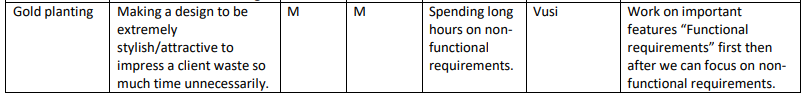 Gold planting
Making a design to be
extremely
stylish/attractive to
impress a client waste so
much time unnecessarily.
M
M
Spending long
hours on non-
functional
requirements.
Vusi
Work on important
features “Functional
requirements” first then
after we can focus on non-
functional requirements.